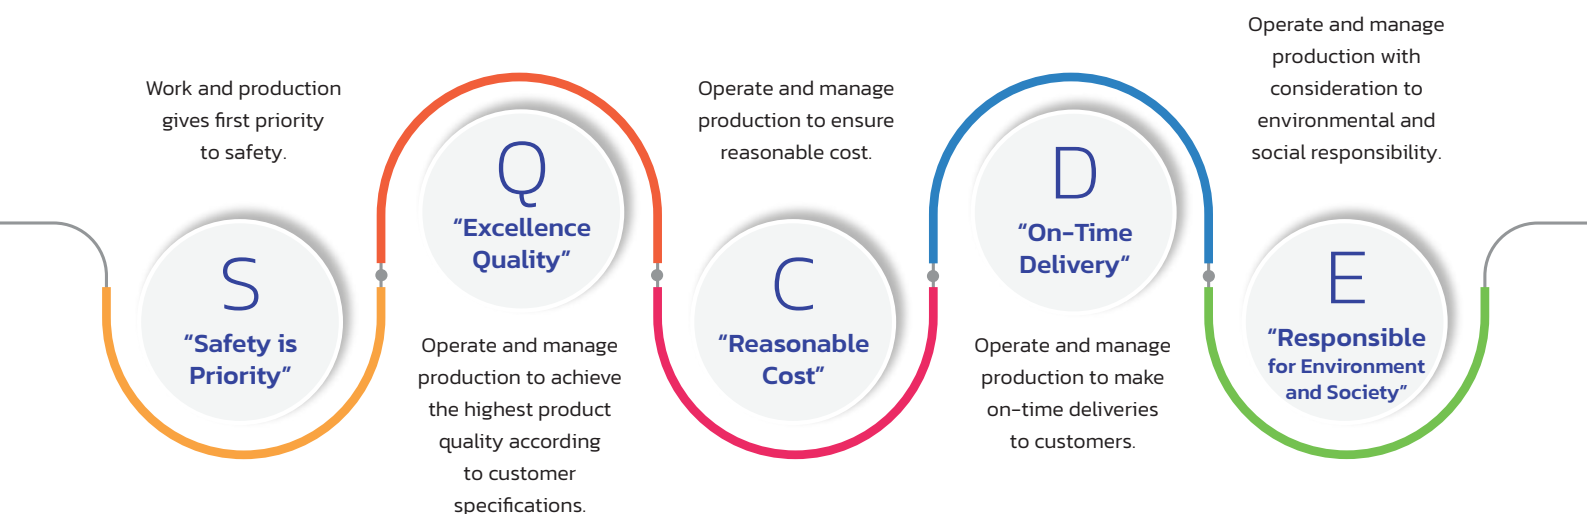 Work and production
gives first priority
to safety.
S
“Safety is
Priority”
Q
“Excellence
Quality”
Operate and manage
production to achieve
the highest product
quality according
to customer
specifications.
Operate and manage
production to ensure
reasonable cost.
C
“Reasonable
Cost“
D
“On-Time
Delivery“
Operate and manage
production to make
on-time deliveries
to customers.
Operate and manage
production with
consideration to
environmental and
social responsibility.
E
“Responsible
for Environment
and Society”